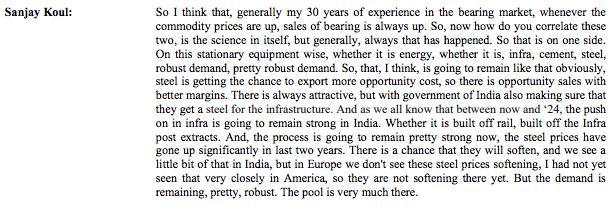 Sanjay Koul: So I think that, generally my 30 years of experience in the bearing market, whenever the
commodity prices are up, sales of bearing is always up. So, now how do you correlate these
two, is the science in itself, but generally, always that has happened. So that is on one side.
On this stationary equipment wise, whether it is energy, whether it is, infra, cement, steel,
robust demand, pretty robust demand. So, that, I think, is going to remain like that obviously,
steel is getting the chance to export more opportunity cost, so there is opportunity sales with
better margins. There is always attractive, but with government of India also making sure that
they get a steel for the infrastructure. And as we all know that between now and ‘24, the push
on in infra is going to remain strong in India. Whether it is built off rail, built off the Infra
post extracts. And, the process is going to remain pretty strong now, the steel prices have
gone up significantly in last two years. There is a chance that they will soften, and we see a
little bit of that in India, but in Europe we don't see these steel prices softening, I had not yet
seen that very closely in America, so they are not softening there yet. But the demand is
remaining, pretty, robust. The pool is very much there.